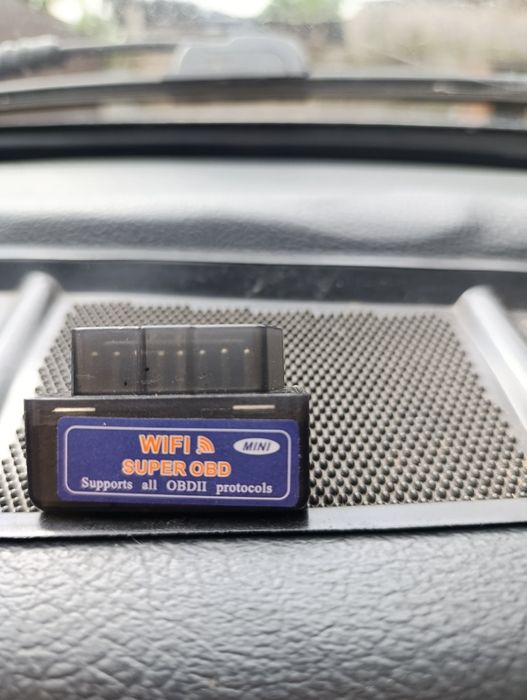 WIFI MINI
SUPER OBD
Supports all OBDII protocols